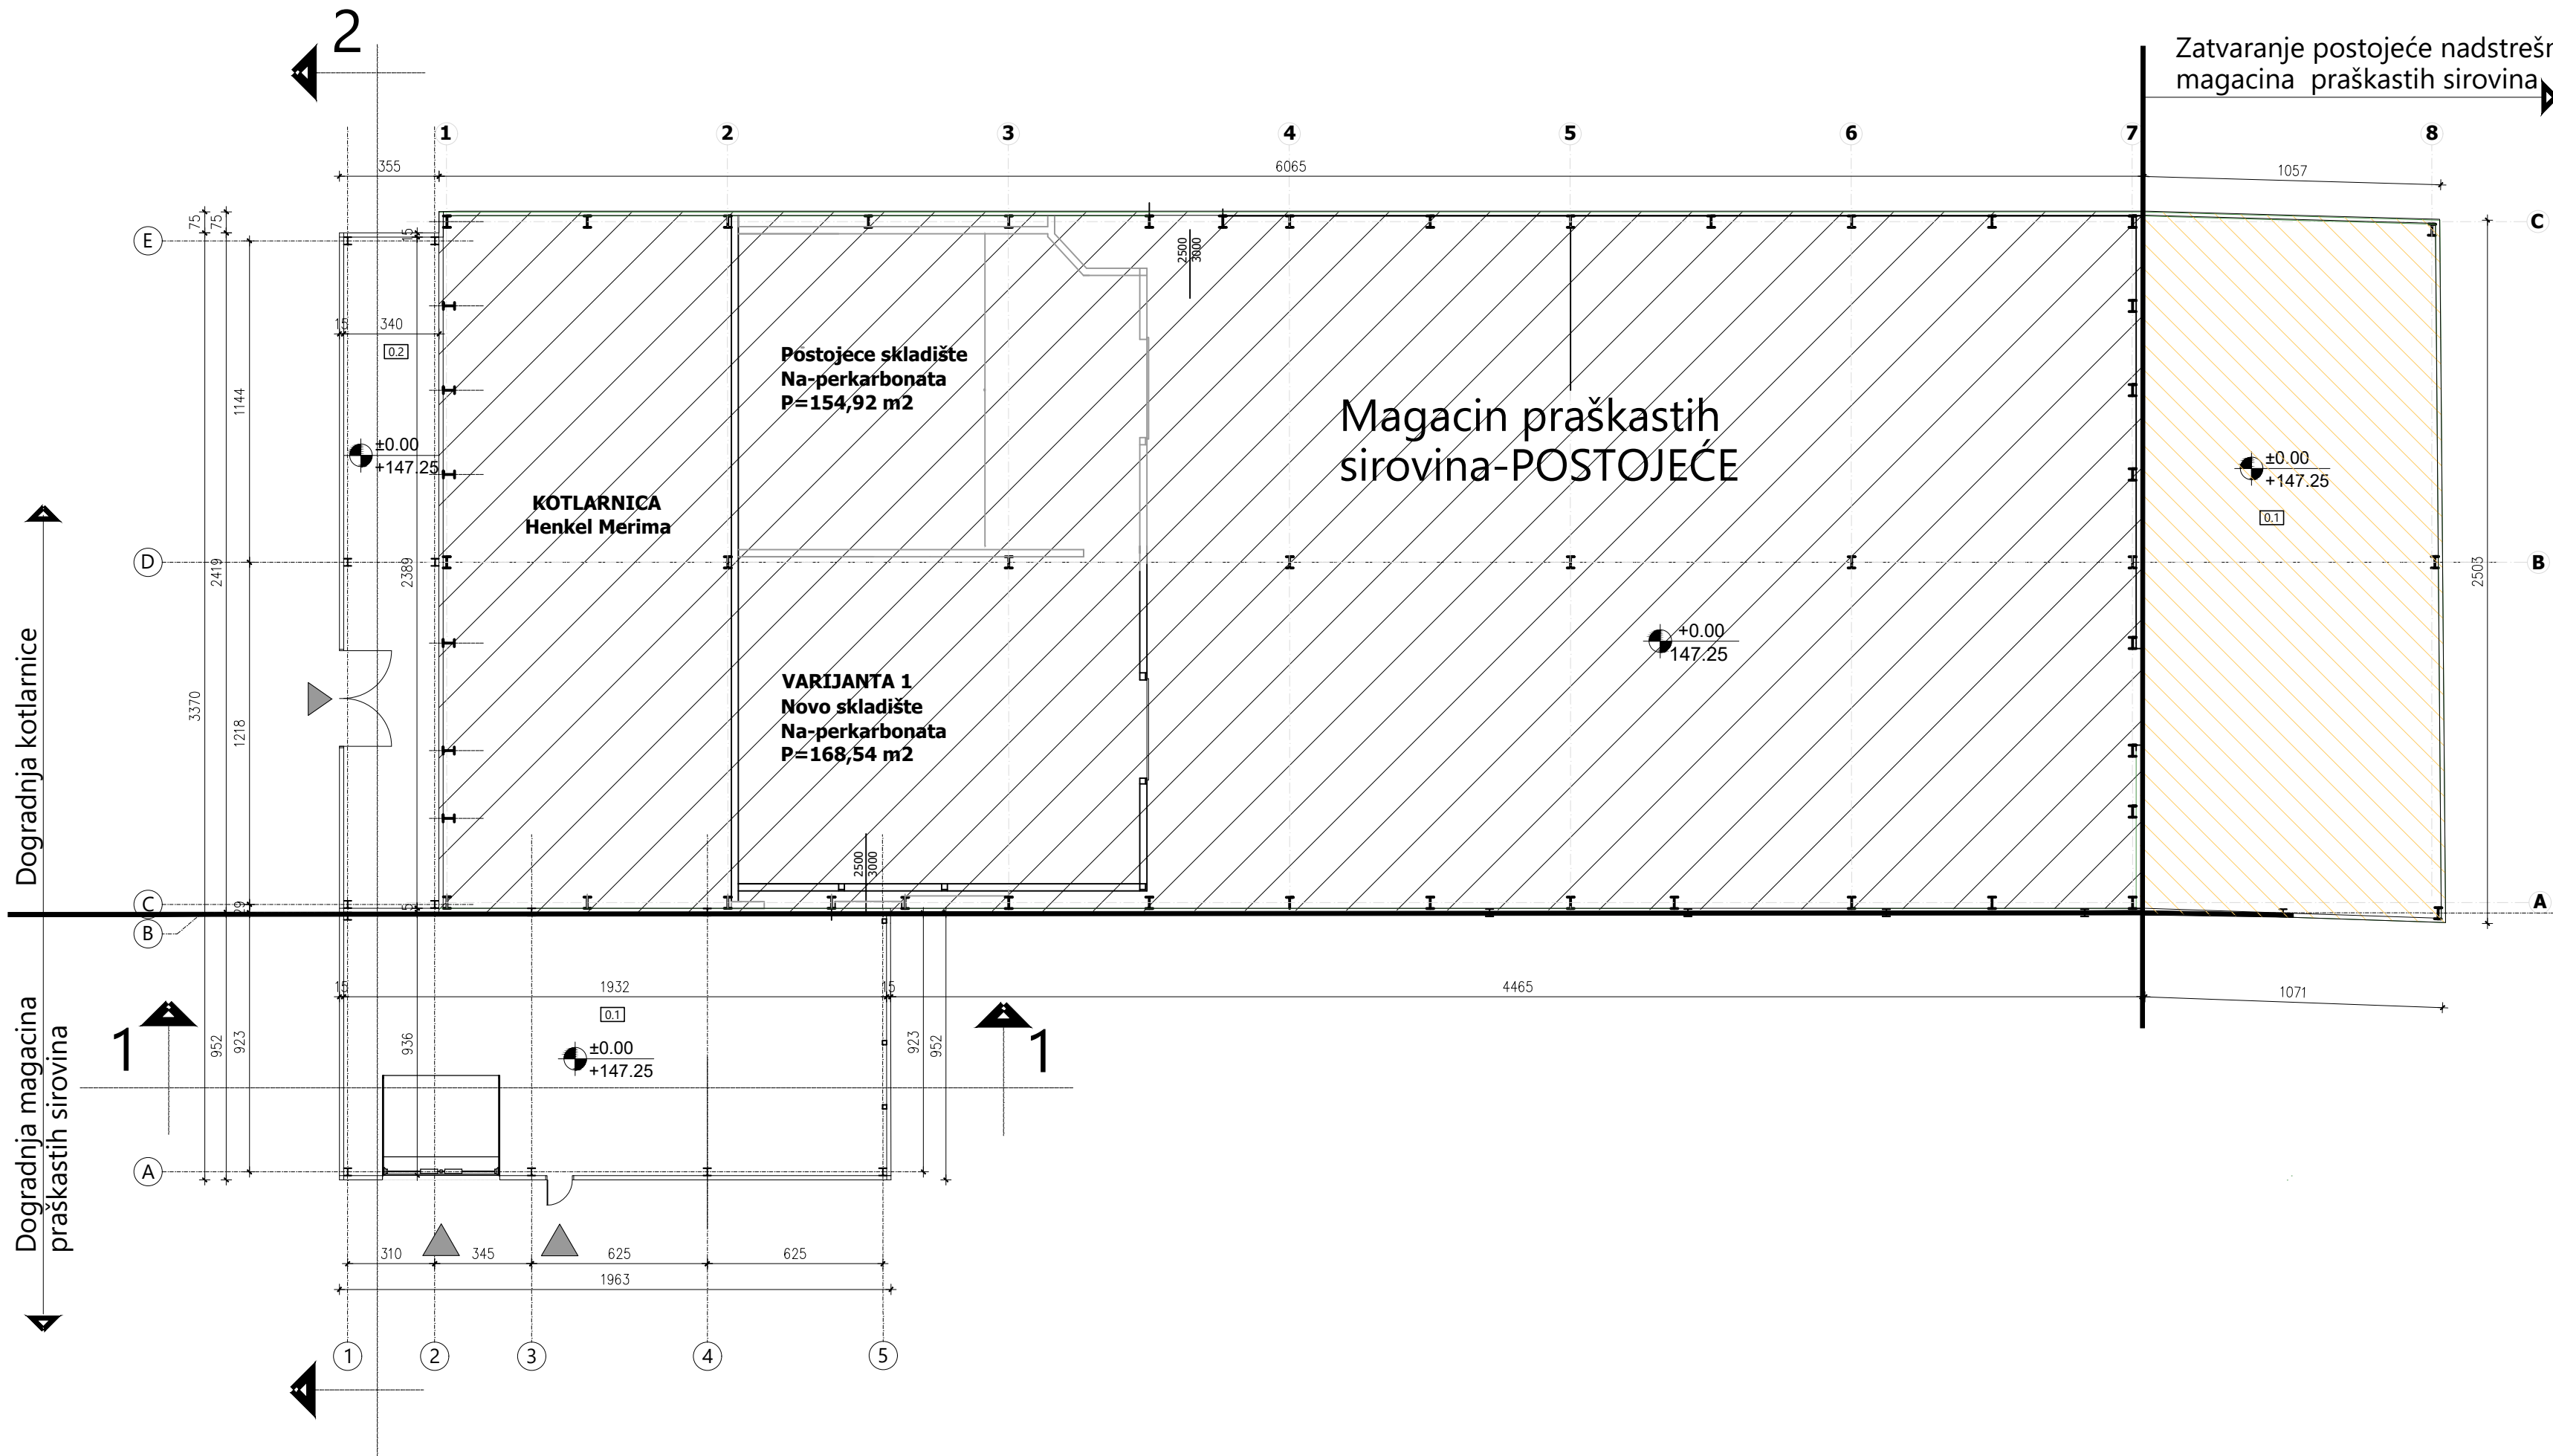 2
Zatvaranje postojeće nadstrešn
magacina praškastih sirovina
1
2
3
4
5
6
7
8
355
6065
1057
75
75
15
E
C
15
340
0.2
2500
3000
Postojece skladište
Na-perkarbonata
P=154,92 m2
Magacin praškastih
sirovina-POSTOJEĆE
1144
±0.00
+147.25
±0.00
+147.25
0.1
KOTLARNICA
Henkel Merima
D
2419
2389
B
2503
+0.00
147.25
Dogradnja kotlarnice
3370
1218
VARIJANTA 1
Novo skladište
Na-perkarbonata
P=168,54 m2
2500
3000
C
29
5
A
B
15
1932
15
4465
1071
0.1
1
1
952
923
936
±0.00
+147.25
923
952
Dogradnja magacina
praškastih sirovina
A
310
345
625
625
1963
1
2
3
4
5